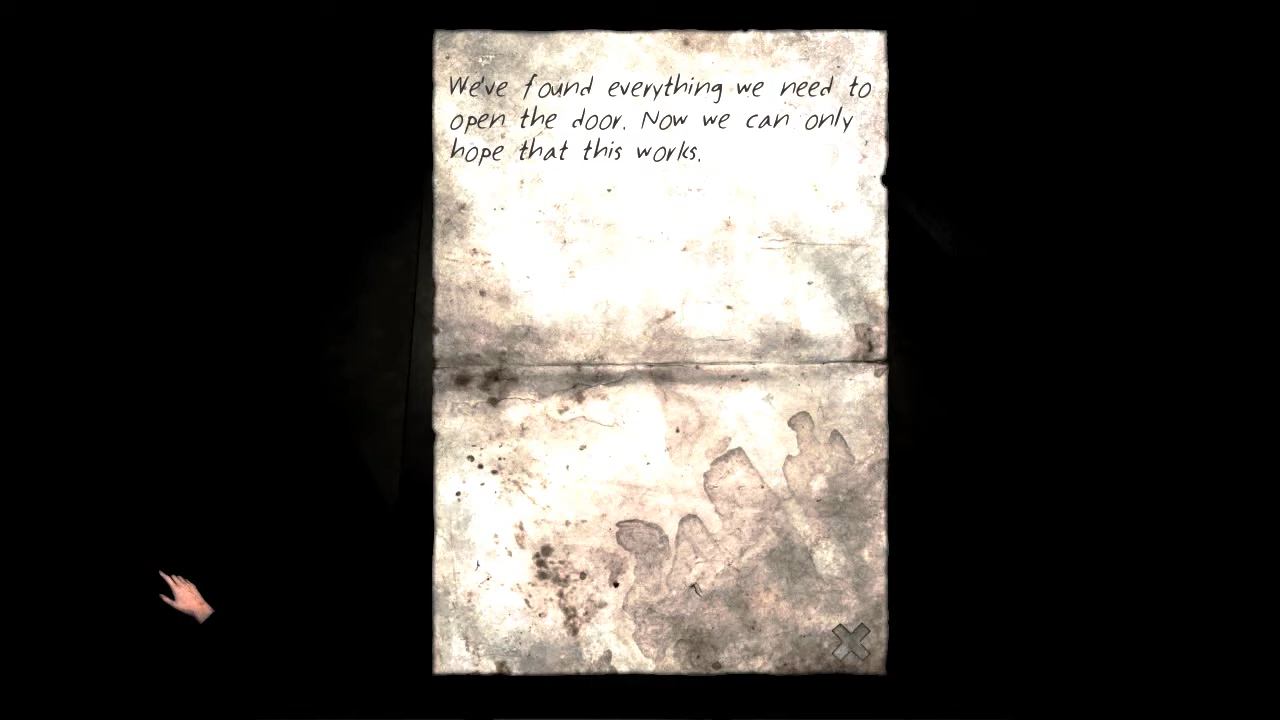 We've found everything we need to
open the door. Now we can only
hope that this works.